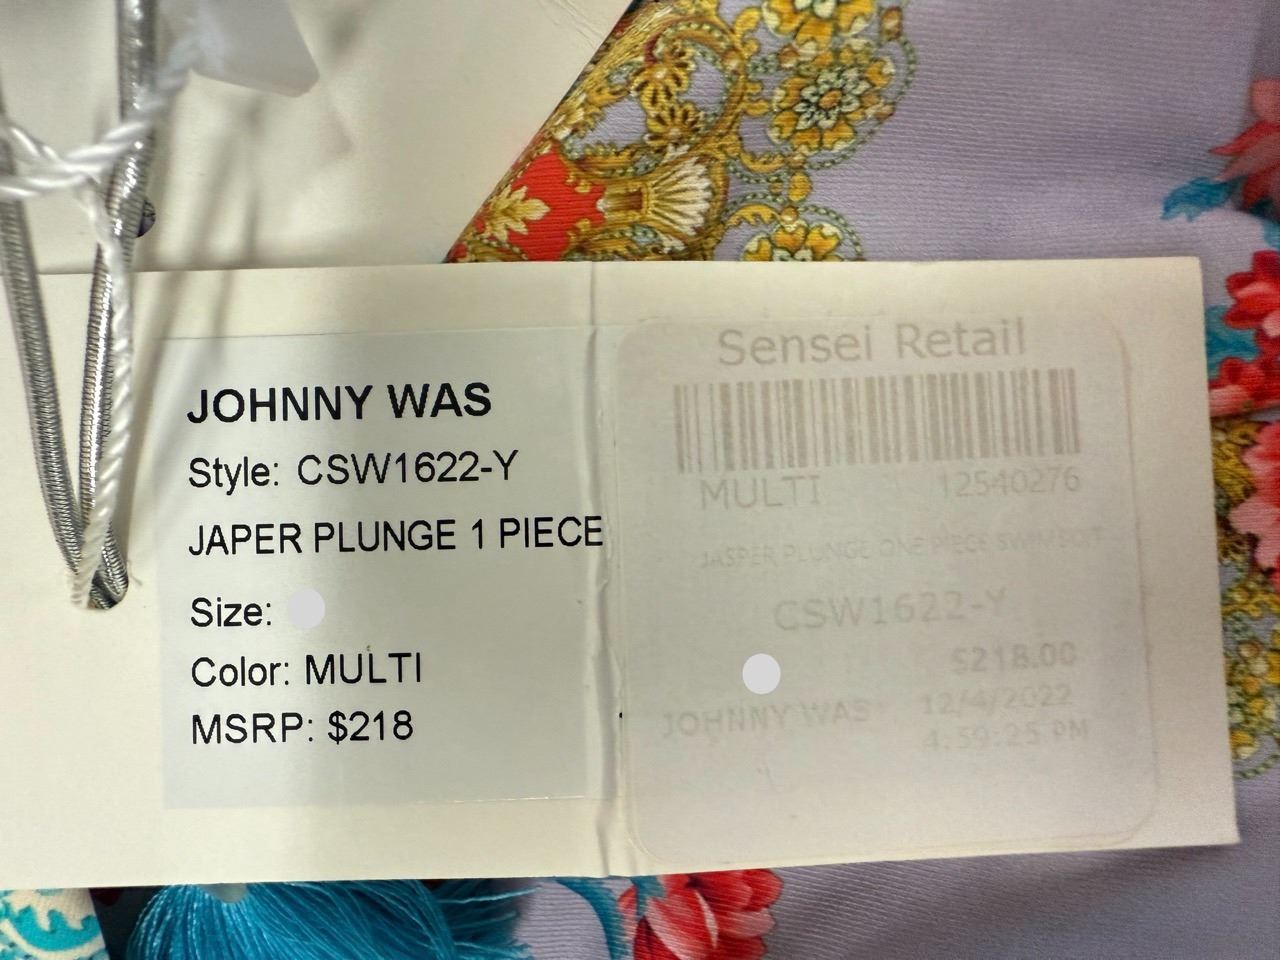 JOHNNY WAS
Style: CSW1622-Y
JAPER PLUNGE 1 PIECE
Size:
Color: MULTI
MSRP: $218
Sensei Retail
MULTI 12540276
JASPER PLUNGE ONE PIECE SWIMSUIT
CSW1622-Y
$218.00
JOHNNY WAS 12/4/2022
4:59:25 PM